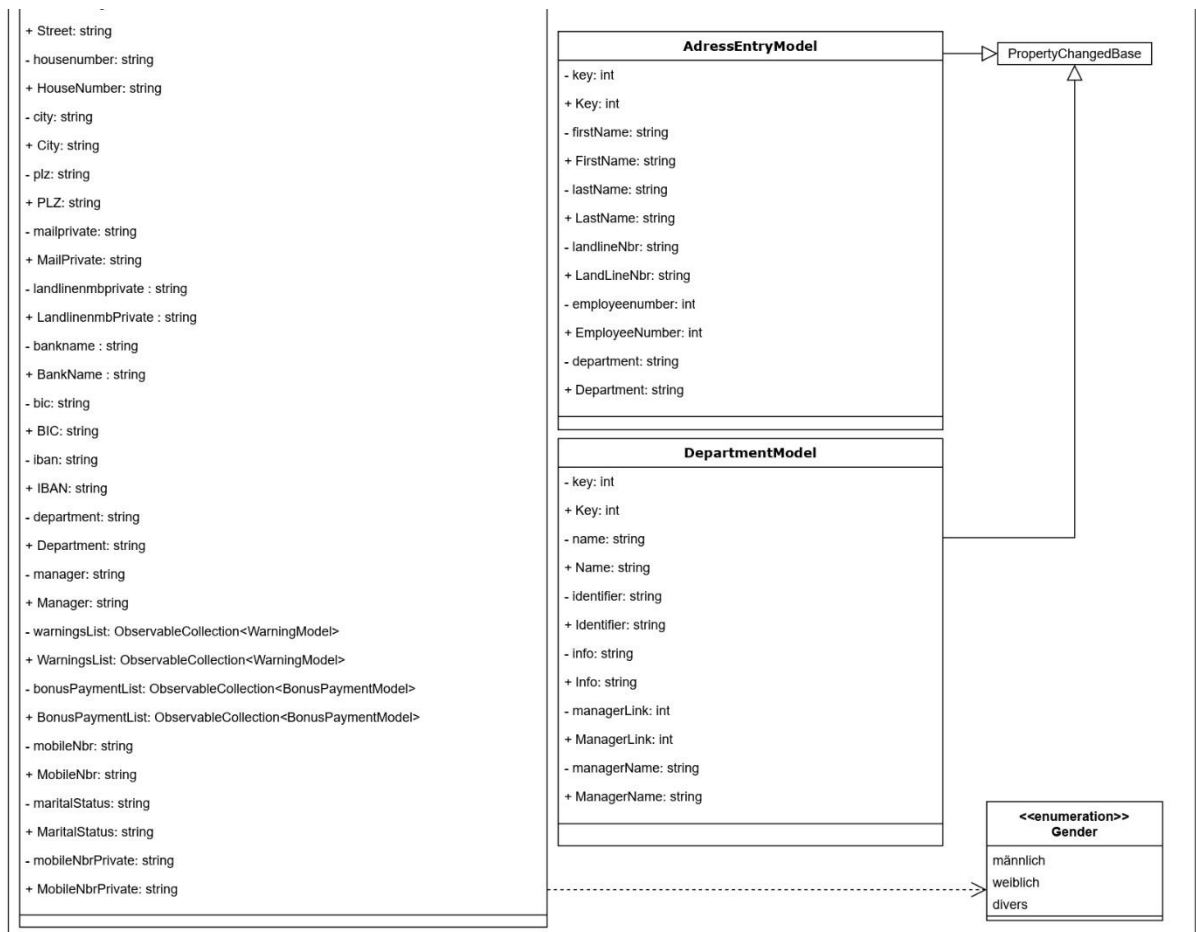 + Street: string
- housenumber: string
+ HouseNumber: string
- city: string
+ City: string
- plz: string
+ PLZ: string
- mailprivate: string
+ MailPrivate: string
- landlinenmbprivate : string
+ LandlinenmbPrivate : string
- bankname : string
+ BankName : string
- bic: string
+ BIC: string
- iban: string
+ IBAN: string
- department: string
+ Department: string
- manager: string
+ Manager: string
- warningsList: ObservableCollection<WarningModel>
+ WarningsList: ObservableCollection<WarningModel>
- bonusPaymentList: ObservableCollection<BonusPaymentModel>
+ BonusPaymentList: ObservableCollection<BonusPaymentModel>
- mobileNbr: string
+ MobileNbr: string
- maritalStatus: string
+ MaritalStatus: string
- mobileNbrPrivate: string
+ MobileNbrPrivate: string
AdressEntryModel
- key: int
+ Key: int
- firstName: string
+ FirstName: string
- lastName: string
+ LastName: string
- landlineNbr: string
+ LandLineNbr: string
- employeenumber: int
+ EmployeeNumber: int
- department: string
+ Department: string
PropertyChangedBase
DepartmentModel
- key: int
+ Key: int
- name: string
+ Name: string
- identifier: string
+ Identifier: string
- info: string
+ Info: string
- managerLink: int
+ ManagerLink: int
- managerName: string
+ ManagerName: string
<<enumeration>>
Gender
männlich
weiblich
divers